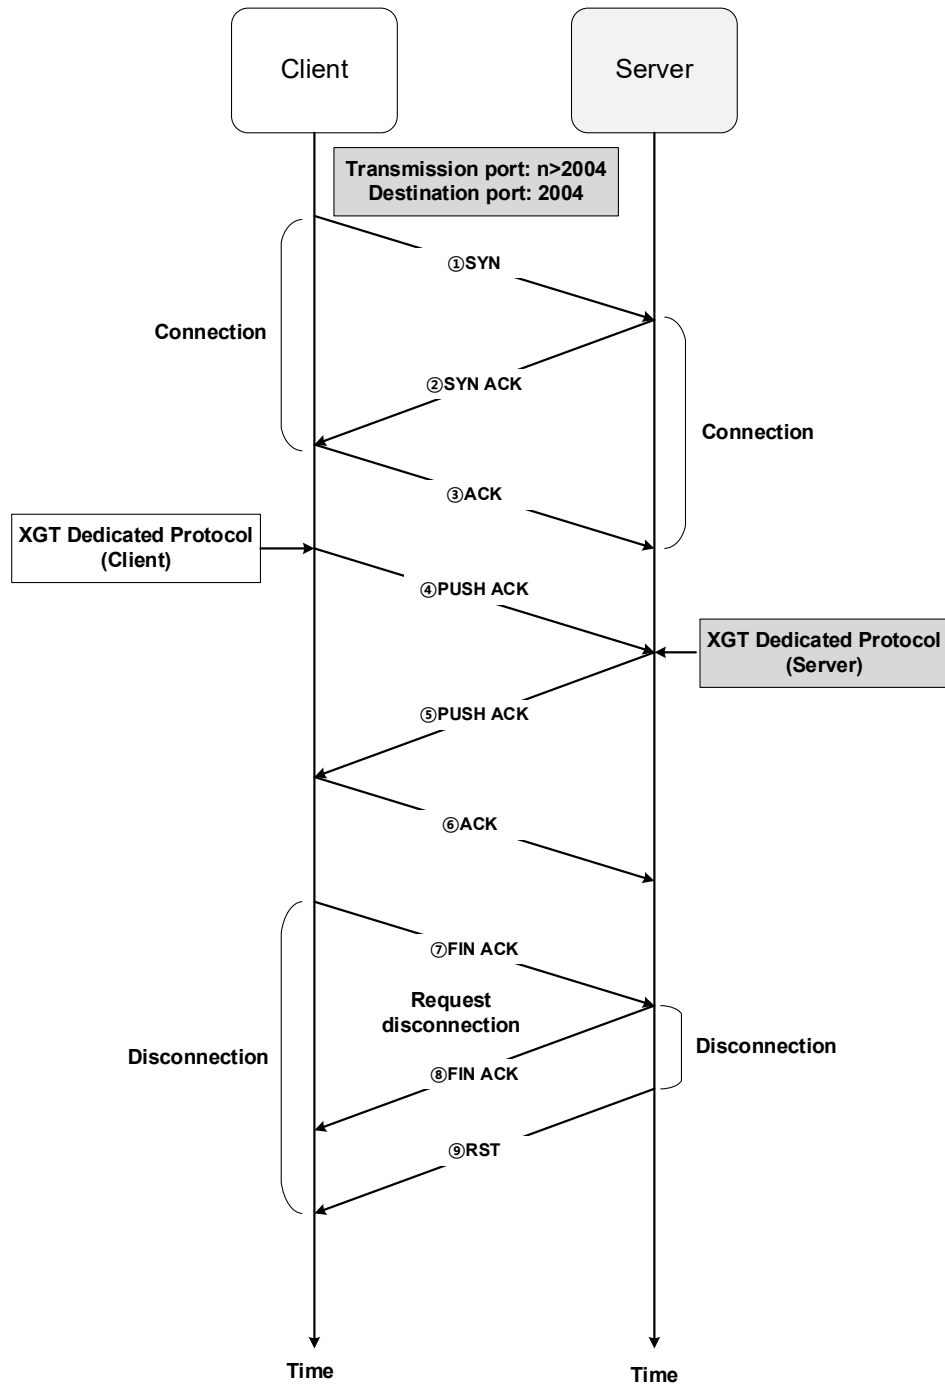 Client
Server
Transmission port: n>2004
Destination port: 2004
①SYN
Connection
②SYN ACK
Connection
③ACK
XGT Dedicated Protocol
(Client)
④PUSH ACK
XGT Dedicated Protocol
(Server)
⑤PUSH ACK
⑥ACK
⑦FIN ACK
Request
disconnection
Disconnection
Disconnection
⑧FIN ACK
⑨RST
Time
Time